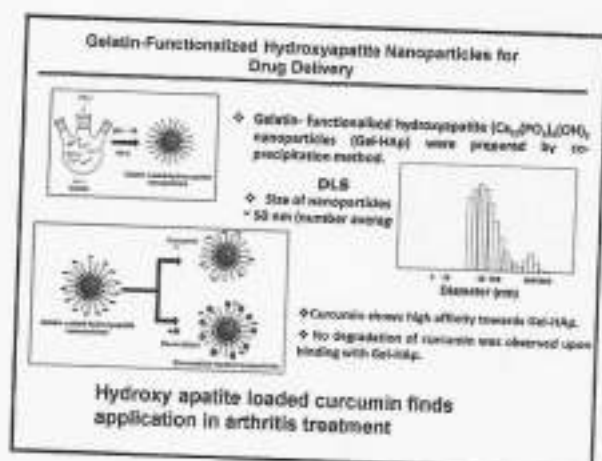 Gelatin-Functionalized Hydroxyapatite Nanoparticles for
Drug Delivery
❖ Gelatin- functionalized hydroxyapatite (Ca₁₀(PO₄)₆(OH)₂
nanoparticles (Gel-HAp) were prepared by co-
precipitation method.
DLS
❖ Size of nanoparticles
~ 50 nm (number averag
Diameter (nm)
❖Curcumin shows high affinity towards Gel-HAp.
❖ No degradation of curcumin was observed upon
binding with Gel-HAp.
Hydroxy apatite loaded curcumin finds
application in arthritis treatment